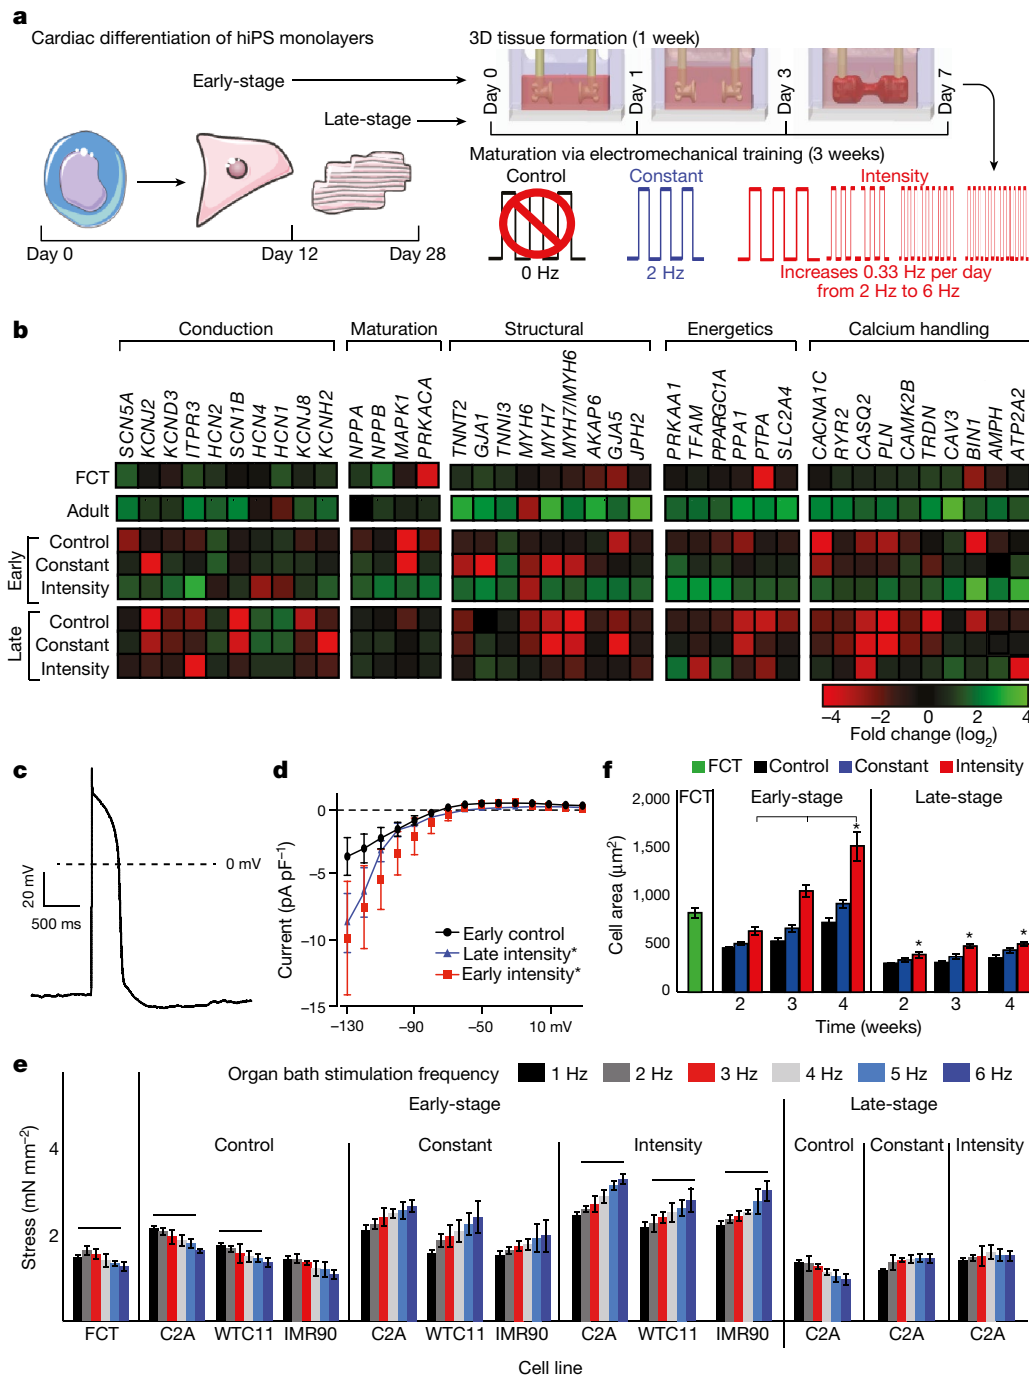 a
Cardiac differentiation of hiPS monolayers
3D tissue formation (1 week)
Early-stage
Late-stage
Day 0
Day 1
Day 3
Day 7
Day 0
Day 12
Day 28
Maturation via electromechanical training (3 weeks)
Control
Constant
Intensity
0 Hz
2 Hz
Increases 0.33 Hz per day
from 2 Hz to 6 Hz
b
Conduction
Maturation
Structural
Energetics
Calcium handling
SCN5A
KCNJ2
KCND3
ITPR3
HCN2
SCN1B
HCN4
HCN1
KCNJ8
KCNH2
NPPA
NPPB
MAPK1
PRKACA
TNNT2
GJA1
TNNI3
MYH6
MYH7
MYH7/MYH6
AKAP6
GJA5
JPH2
PRKAA1
TFAM
PPARGC1A
PPA1
PTPA
SLC2A4
CACNA1C
RYR2
CASQ2
PLN
CAMK2B
TRDN
CAV3
BIN1
AMPH
ATP2A2
FCT
Adult
Early
Control
Constant
Intensity
Late
Control
Constant
Intensity
−4 −2 0 2 4
Fold change (log2)
c
0 mV
20 mV
500 ms
d
Current (pA pF−1)
0
−5
−10
−15
−130 −90 −50 10 mV
Early control
Late intensity*
Early intensity*
f
FCT Control Constant Intensity
FCT Early-stage Late-stage
Cell area (μm2)
2,000
1,500
1,000
500
0
* * * *
2 3 4 2 3 4
Time (weeks)
e
Organ bath stimulation frequency 1 Hz 2 Hz 3 Hz 4 Hz 5 Hz 6 Hz
Early-stage Late-stage
Control Constant Intensity Control Constant Intensity
Stress (mN mm−2)
4
2
FCT C2A WTC11 IMR90 C2A WTC11 IMR90 C2A WTC11 IMR90 C2A C2A C2A
Cell line